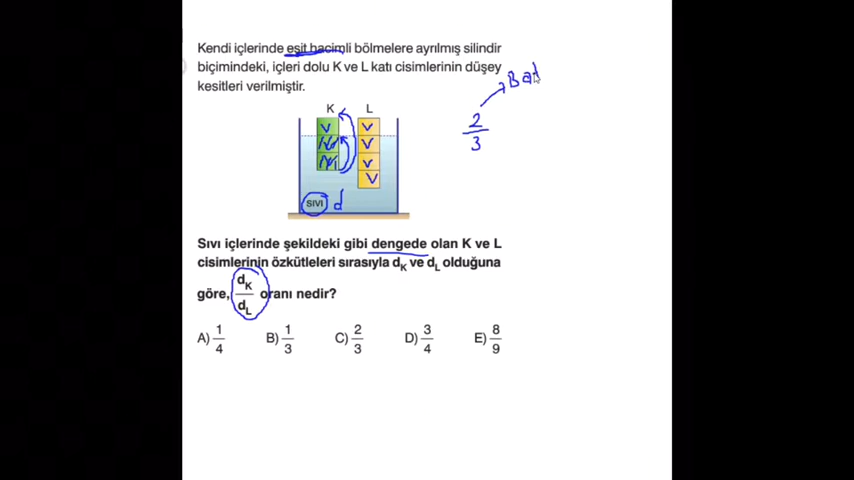 Kendi içlerinde eşit hacimli bölmelere ayrılmış silindir
biçimindeki, içleri dolu K ve L katı cisimlerinin düşey
kesitleri verilmiştir.
K L
V V
V
V
V
SIVI d
2
3
Bat
Sıvı içlerinde şekildeki gibi dengede olan K ve L
cisimlerinin özkütleleri sırasıyla dK ve dL olduğuna
göre, dK/dL oranı nedir?
A) 1/4 B) 1/3 C) 2/3 D) 3/4 E) 8/9